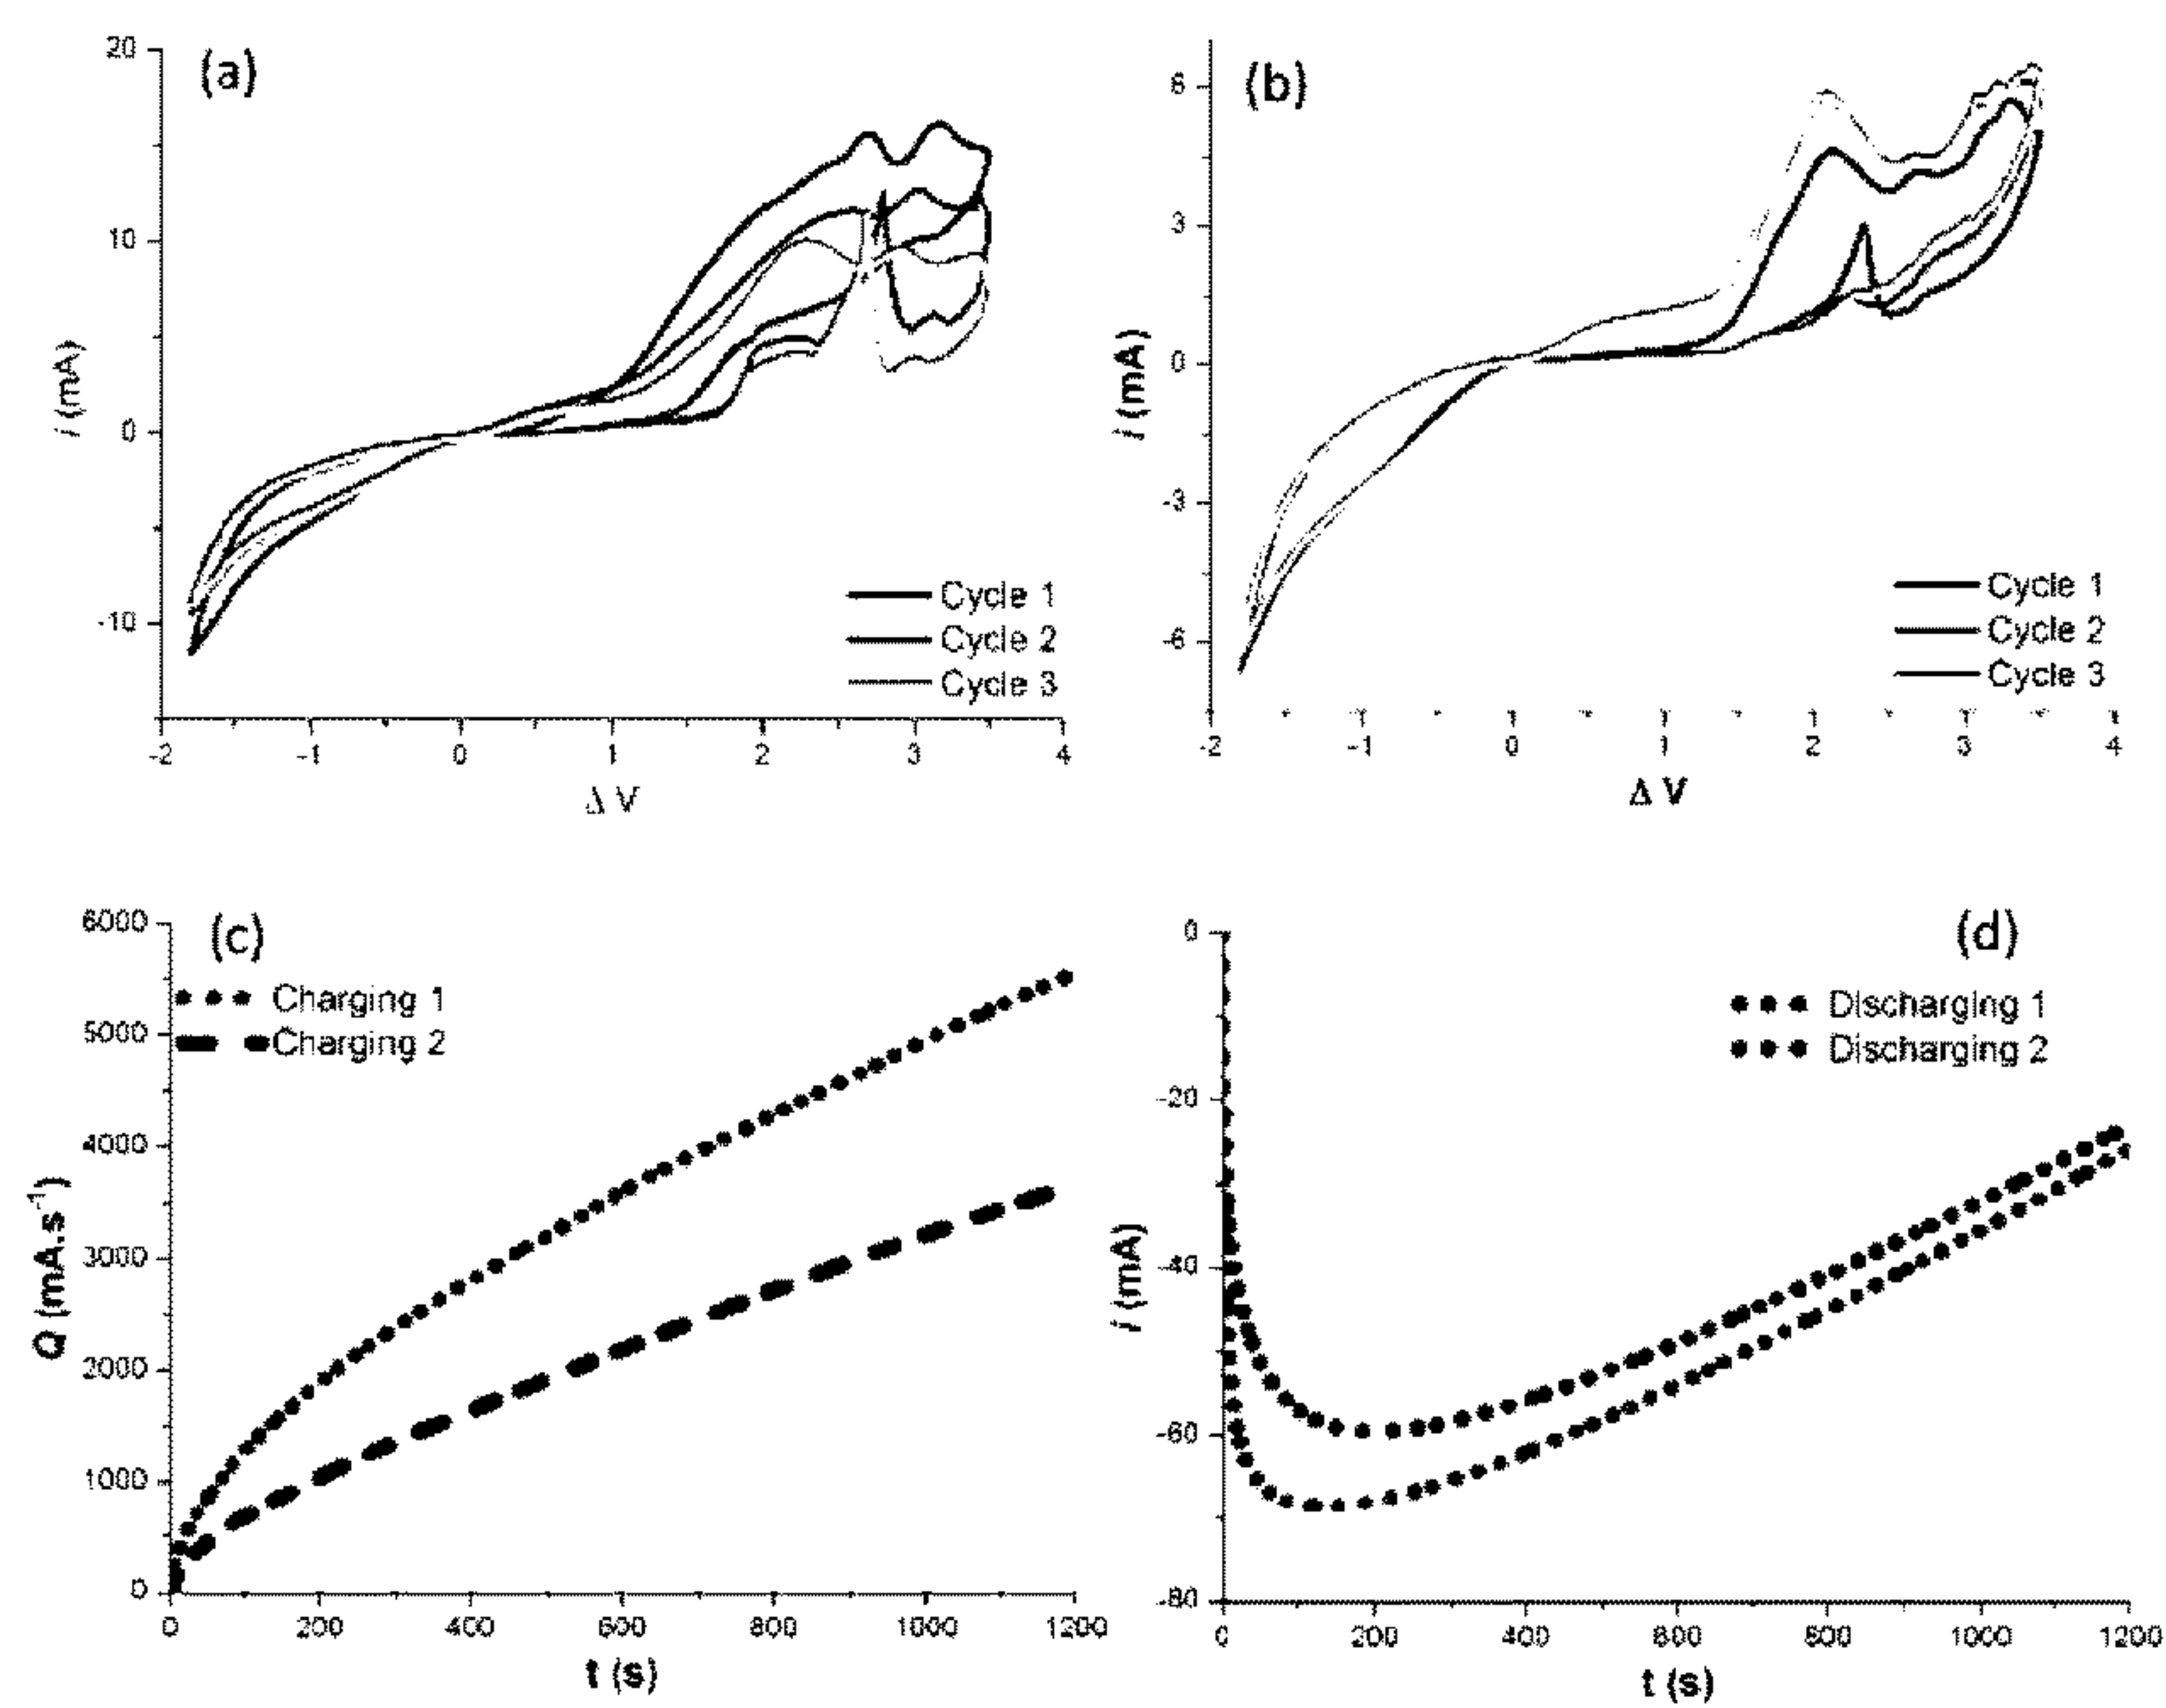 (a)
20
10
0
-10
i (mA)
-2 -1 0 1 2 3 4
Δ V
Cycle 1
Cycle 2
Cycle 3
(b)
6
3
0
-3
-6
i (mA)
-2 -1 0 1 2 3 4
Δ V
Cycle 1
Cycle 2
Cycle 3
(c)
6000
5000
4000
3000
2000
1000
0
Q (mA.s⁻¹)
Charging 1
Charging 2
0 200 400 600 800 1000 1200
t (s)
(d)
0
-20
-40
-60
-80
i (mA)
Discharging 1
Discharging 2
0 200 400 600 800 1000 1200
t (s)